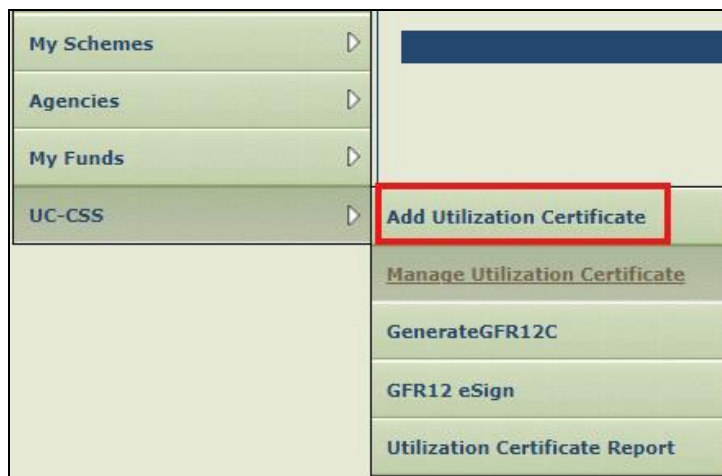 My Schemes
Agencies
My Funds
UC-CSS
Add Utilization Certificate
Manage Utilization Certificate
GenerateGFR12C
GFR12 eSign
Utilization Certificate Report